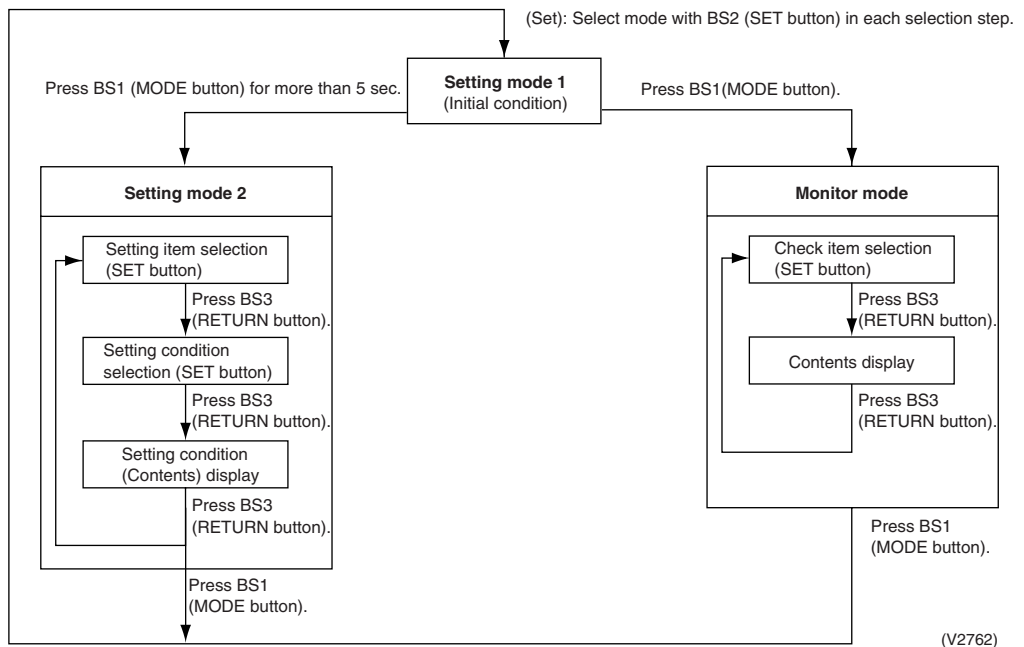 (Set): Select mode with BS2 (SET button) in each selection step.
Setting mode 1
(Initial condition)
Press BS1 (MODE button) for more than 5 sec.
Press BS1(MODE button).
Setting mode 2
Setting item selection
(SET button)
Press BS3
(RETURN button).
Setting condition
selection (SET button)
Press BS3
(RETURN button).
Setting condition
(Contents) display
Press BS3
(RETURN button).
Press BS1
(MODE button).
Monitor mode
Check item selection
(SET button)
Press BS3
(RETURN button).
Contents display
Press BS3
(RETURN button).
Press BS1
(MODE button).
(V2762)